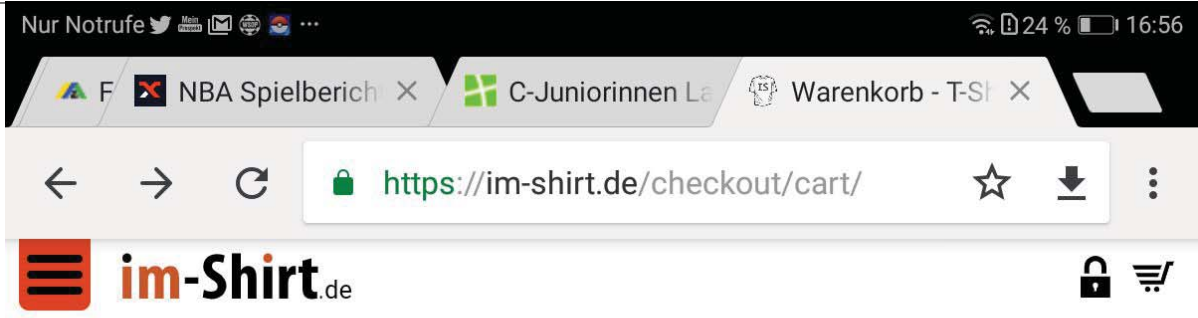 Nur Notrufe 24 % 16:56
F NBA Spielberich C-Juniorinnen La Warenkorb - T-Sh
https://im-shirt.de/checkout/cart/
im-Shirt.de